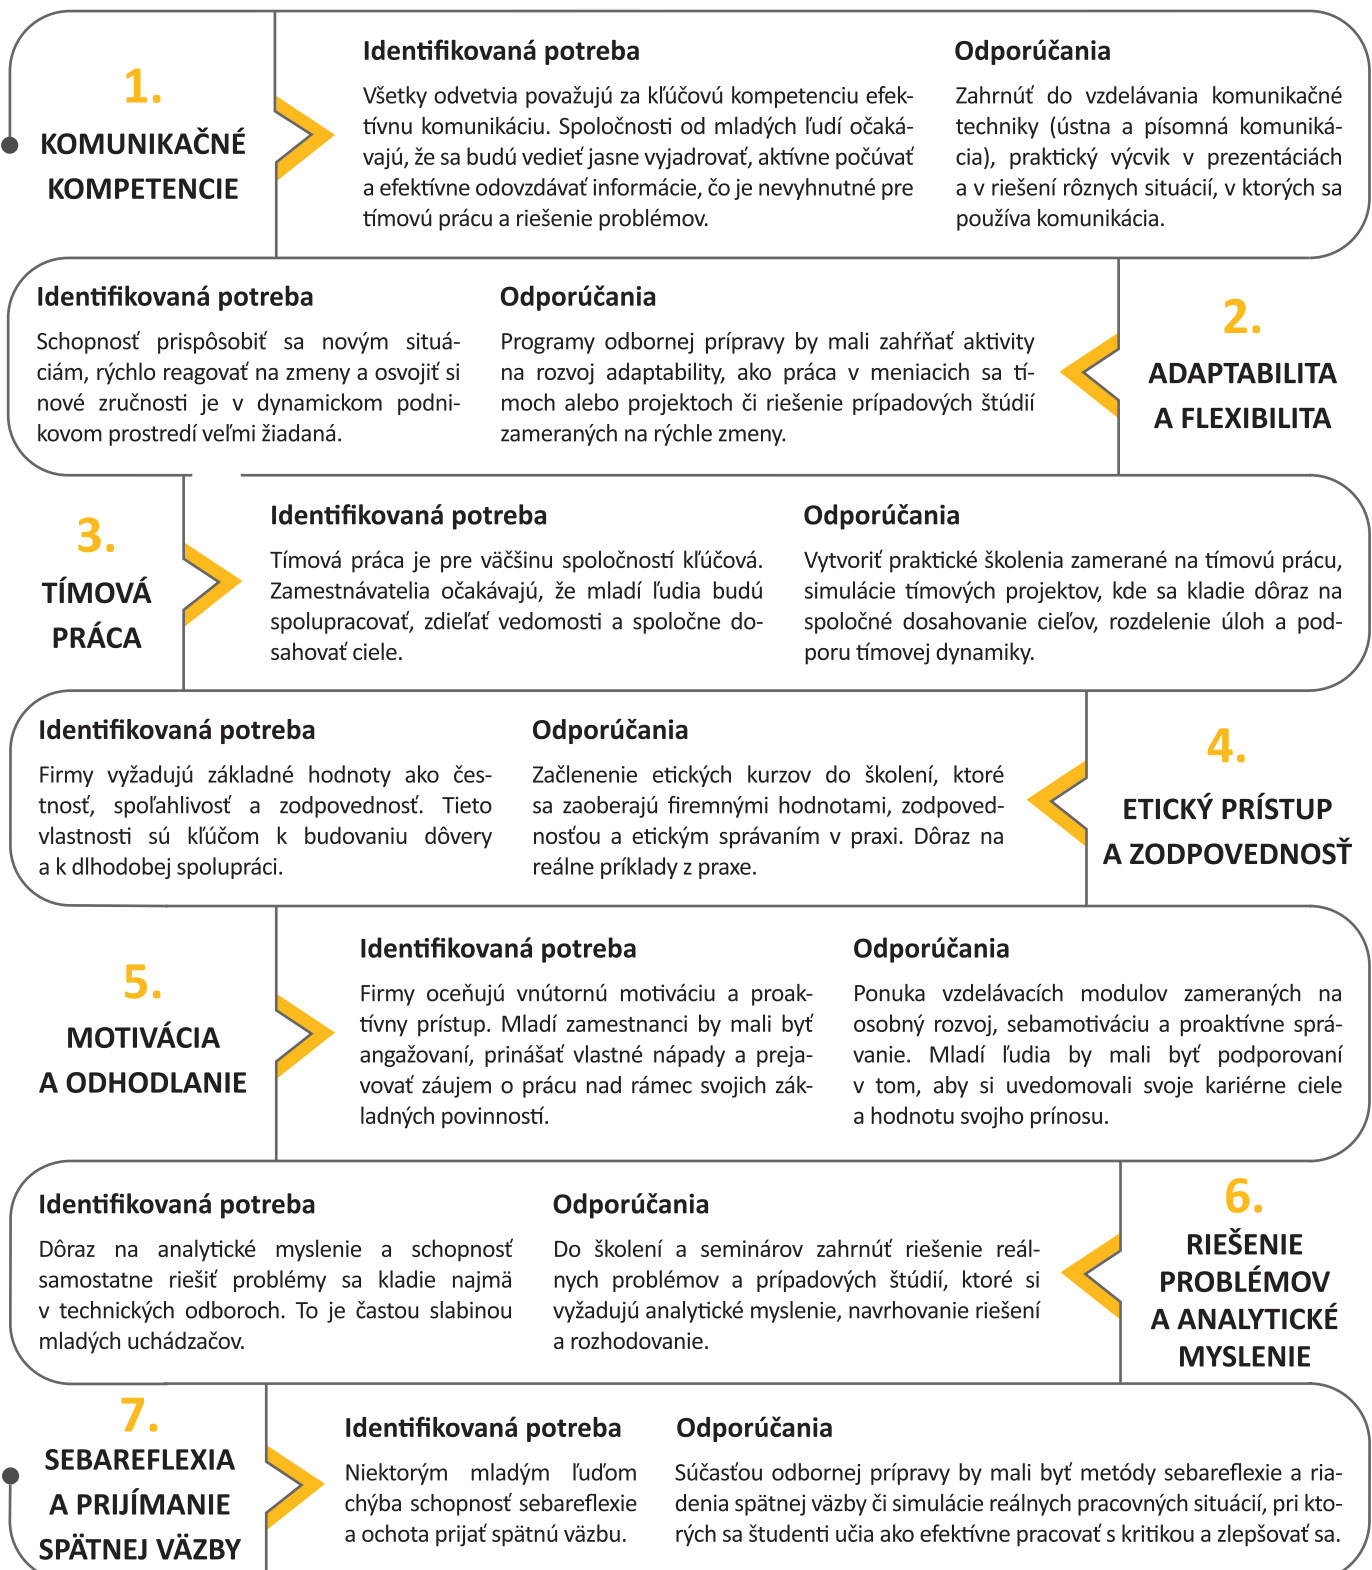 1.
KOMUNIKAČNÉ
KOMPETENCIE
Identifikovaná potreba
Všetky odvetvia považujú za kľúčovú kompetenciu efek-
tívnu komunikáciu. Spoločnosti od mladých ľudí očaká-
vajú, že sa budú vedieť jasne vyjadrovať, aktívne počúvať
a efektívne odovzdávať informácie, čo je nevyhnutné pre
tímovú prácu a riešenie problémov.
Odporúčania
Zahrnúť do vzdelávania komunikačné
techniky (ústna a písomná komuniká-
cia), praktický výcvik v prezentáciách
a v riešení rôznych situácií, v ktorých sa
používa komunikácia.
2.
ADAPTABILITA
A FLEXIBILITA
Identifikovaná potreba
Schopnosť prispôsobiť sa novým situá-
ciám, rýchlo reagovať na zmeny a osvojiť si
nové zručnosti je v dynamickom podni-
kovom prostredí veľmi žiadaná.
Odporúčania
Programy odbornej prípravy by mali zahŕňať aktivity
na rozvoj adaptability, ako práca v meniacich sa tí-
moch alebo projektoch či riešenie prípadových štúdií
zameraných na rýchle zmeny.
3.
TÍMOVÁ
PRÁCA
Identifikovaná potreba
Tímová práca je pre väčšinu spoločností kľúčová.
Zamestnávatelia očakávajú, že mladí ľudia budú
spolupracovať, zdieľať vedomosti a spoločne do-
sahovať ciele.
Odporúčania
Vytvoriť praktické školenia zamerané na tímovú prácu,
simulácie tímových projektov, kde sa kladie dôraz na
spoločné dosahovanie cieľov, rozdelenie úloh a pod-
poru tímovej dynamiky.
4.
ETICKÝ PRÍSTUP
A ZODPOVEDNOSŤ
Identifikovaná potreba
Firmy vyžadujú základné hodnoty ako čes-
tnosť, spoľahlivosť a zodpovednosť. Tieto
vlastnosti sú kľúčom k budovaniu dôvery
a k dlhodobej spolupráci.
Odporúčania
Začlenenie etických kurzov do školení, ktoré
sa zaoberajú firemnými hodnotami, zodpoved-
nosťou a etickým správaním v praxi. Dôraz na
reálne príklady z praxe.
5.
MOTIVÁCIA
A ODHODLANIE
Identifikovaná potreba
Firmy oceňujú vnútornú motiváciu a proak-
tívny prístup. Mladí zamestnanci by mali byť
angažovaní, prinášať vlastné nápady a preja-
vovať záujem o prácu nad rámec svojich zák-
ladných povinností.
Odporúčania
Ponuka vzdelávacích modulov zameraných na
osobný rozvoj, sebamotiváciu a proaktívne sprá-
vanie. Mladí ľudia by mali byť podporovaní
v tom, aby si uvedomovali svoje kariérne ciele
a hodnotu svojho prínosu.
6.
RIEŠENIE
PROBLÉMOV
A ANALYTICKÉ
MYSLENIE
Identifikovaná potreba
Dôraz na analytické myslenie a schopnosť
samostatne riešiť problémy sa kladie najmä
v technických odboroch. To je častou slabinou
mladých uchádzačov.
Odporúčania
Do školení a seminárov zahrnúť riešenie reál-
nych problémov a prípadových štúdií, ktoré si
vyžadujú analytické myslenie, navrhovanie riešení
a rozhodovanie.
7.
SEBAREFLEXIA
A PRIJÍMANIE
SPÄTNEJ VÄZBY
Identifikovaná potreba
Niektorým mladým ľuďom
chýba schopnosť sebareflexie
a ochota prijať spätnú väzbu.
Odporúčania
Súčasťou odbornej prípravy by mali byť metódy sebareflexie a ria-
denia spätnej väzby či simulácie reálnych pracovných situácií, pri kto-
rých sa študenti učia ako efektívne pracovať s kritikou a zlepšovať sa.